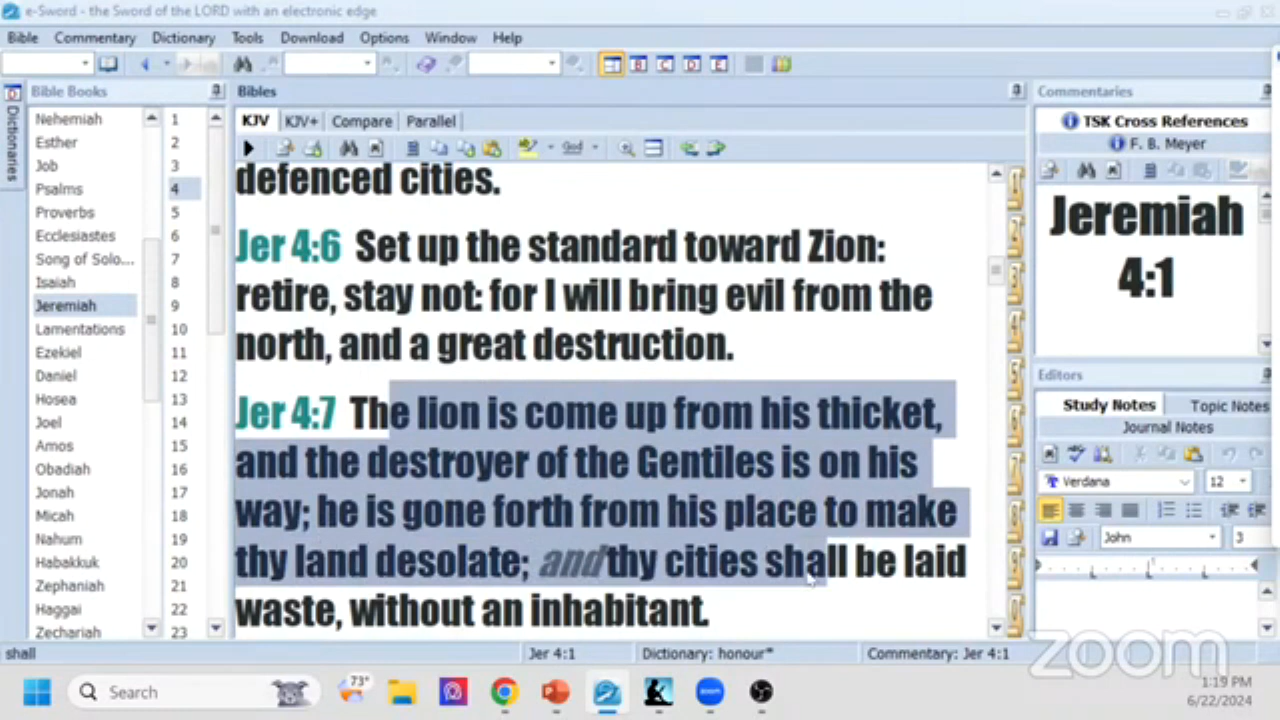 e-Sword - the Sword of the LORD with an electronic edge
Bible Commentary Dictionary Tools Download Options Window Help
B C D E
Dictionaries
Bible Books
Nehemiah 1
Esther 2
Job 3
Psalms 4
Proverbs 5
Ecclesiastes 6
Song of Solo... 7
Isaiah 8
Jeremiah 9
Lamentations 10
Ezekiel 11
Daniel 12
Hosea 13
Joel 14
Amos 15
Obadiah 16
Jonah 17
Micah 18
Nahum 19
Habakkuk 20
Zephaniah 21
Haggai 22
Zechariah 23
Bibles
KJV KJV+ Compare Parallel
God
defenced cities.
Jer 4:6 Set up the standard toward Zion:
retire, stay not: for I will bring evil from the
north, and a great destruction.
Jer 4:7 The lion is come up from his thicket,
and the destroyer of the Gentiles is on his
way; he is gone forth from his place to make
thy land desolate; and thy cities shall be laid
waste, without an inhabitant.
Commentaries
TSK Cross References
F. B. Meyer
Jeremiah
4:1
Editors
Study Notes Topic Notes
Journal Notes
Verdana 12
John 3
shall Jer 4:1 Dictionary: honour* Commentary: Jer 4:1
zoom
Search 73° zoom 1:19 PM
6/22/2024